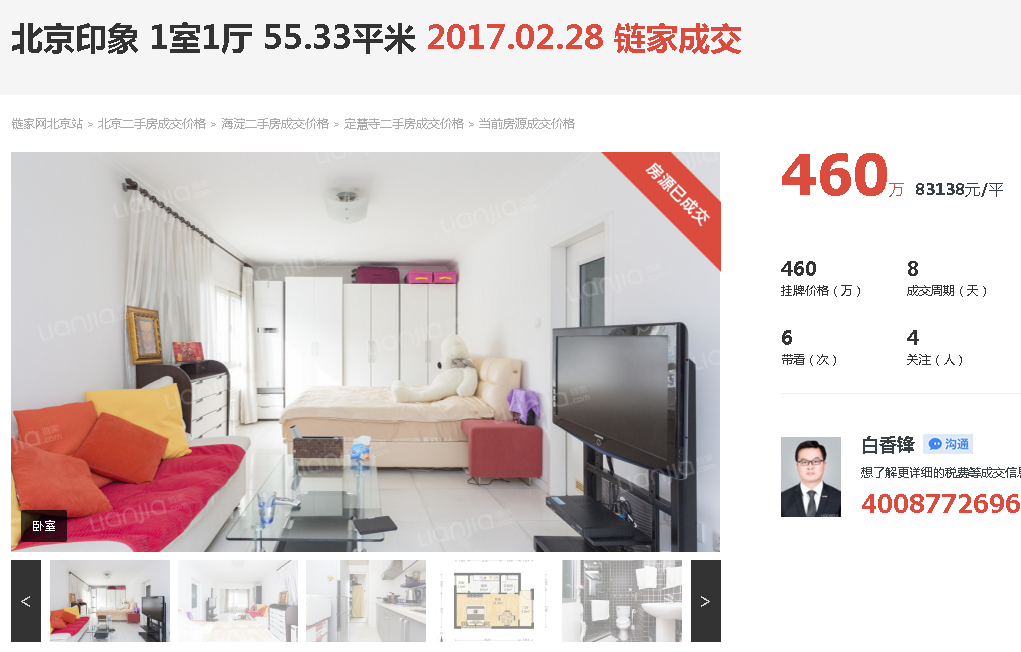 北京印象 1室1厅 55.33平米 2017.02.28 链家成交
链家网北京站 > 北京二手房成交价格 > 海淀二手房成交价格 > 定慧寺二手房成交价格 > 当前房源成交价格
房源已成交
460万 83138元/平
460 8
挂牌价格（万） 成交周期（天）
6 4
带看（次） 关注（人）
卧室
白香锋 沟通
想了解更详细的税费等成交信息
4008772696
< >